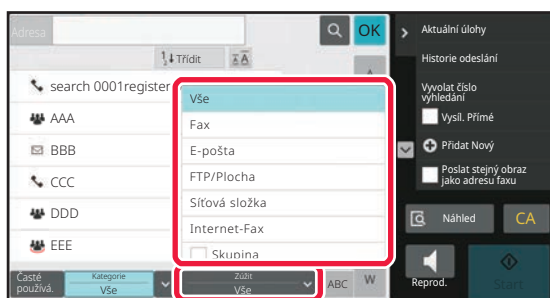 Adresa
OK
Třídit
search 0001register
AAA
BBB
CCC
DDD
EEE
Vše
Fax
E-pošta
FTP/Plocha
Síťová složka
Internet-Fax
Skupina
Časté
používá.
Kategorie
Vše
Zúžit
Vše
ABC
W
Aktuální úlohy
Historie odeslání
Vyvolat číslo
vyhledání
Vysíl. Přímé
Přidat Nový
Poslat stejný obraz
jako adresu faxu
Náhled
CA
Reprod.
Start